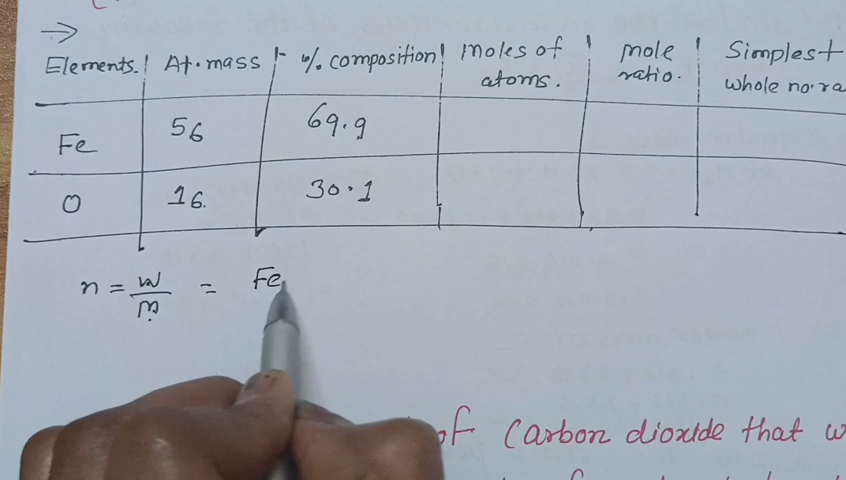 Elements. At. mass % composition moles of atoms. mole ratio. Simplest whole no. ra
Fe 56 69.9
O 16. 30.1
n = w/m = Fe
of Carbon dioxide that w